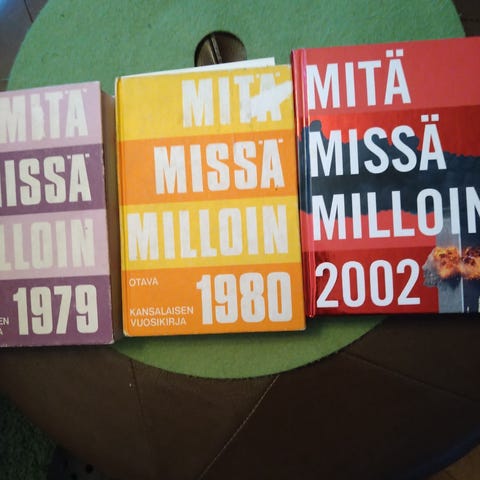 MITÄ
MISSÄ
MILLOIN
1979
MITÄ
MISSÄ
MILLOIN
OTAVA
KANSALAISEN
VUOSIKIRJA
1980
MITÄ
MISSÄ
MILLOIN
2002